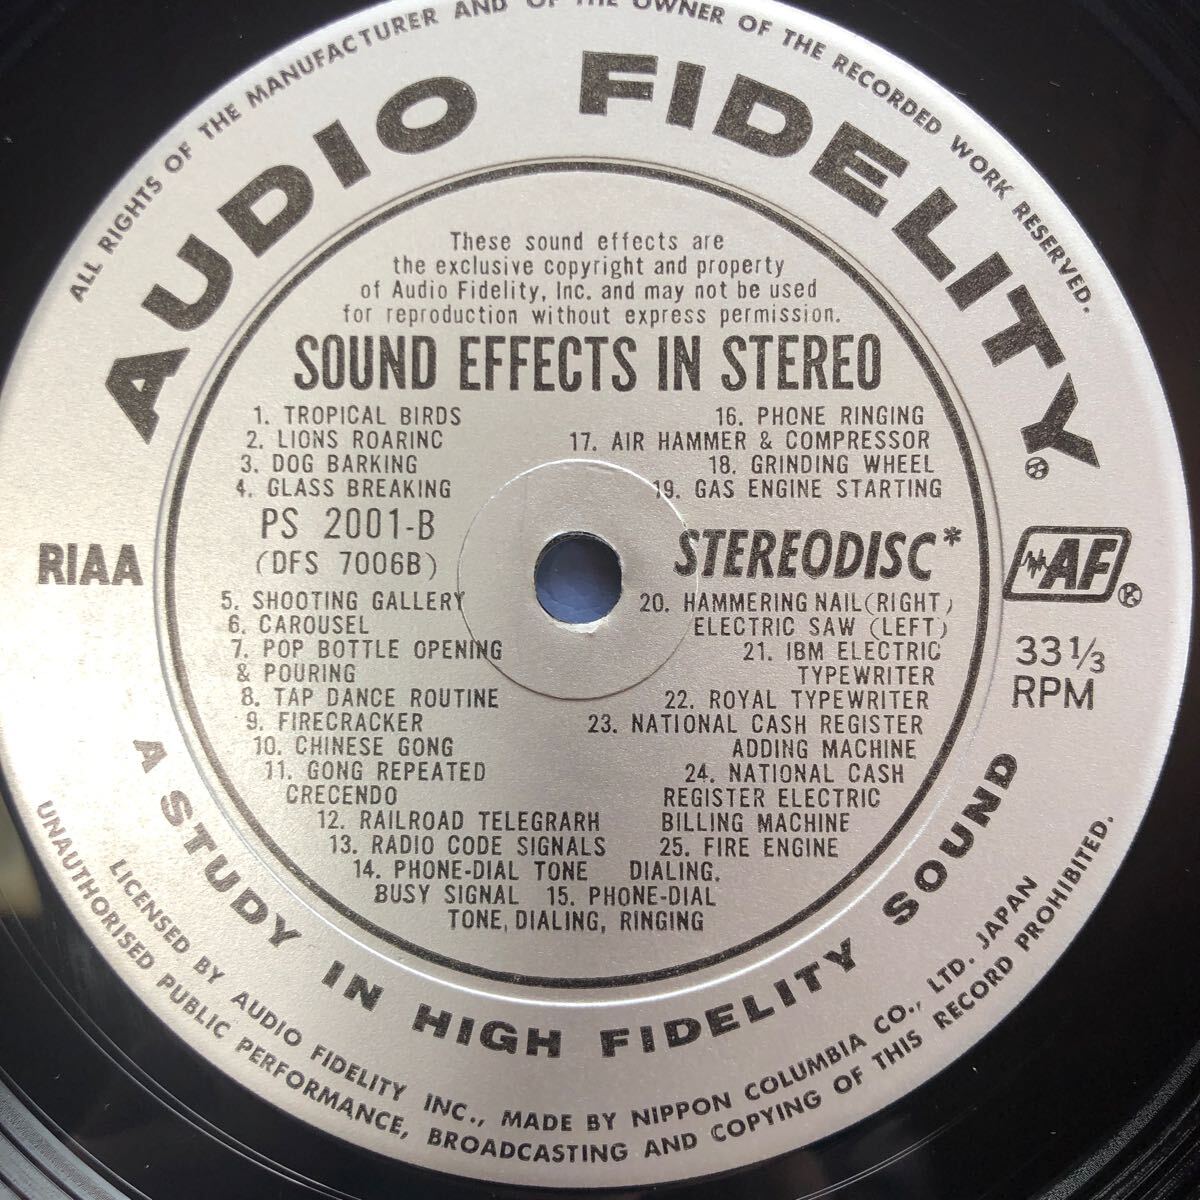 ALL RIGHTS OF THE MANUFACTURER AND OF THE OWNER OF THE RECORDED WORK RESERVED.
AUDIO FIDELITY®
These sound effects are
the exclusive copyright and property
of Audio Fidelity, Inc. and may not be used
for reproduction without express permission.
SOUND EFFECTS IN STEREO
1. TROPICAL BIRDS
2. LIONS ROARINC
3. DOG BARKING
4. GLASS BREAKING
16. PHONE RINGING
17. AIR HAMMER & COMPRESSOR
18. GRINDING WHEEL
19. GAS ENGINE STARTING
PS 2001-B
(DFS 7006B)
STEREODISC*
RIAA
AF®
33⅓
RPM
5. SHOOTING GALLERY
6. CAROUSEL
7. POP BOTTLE OPENING
& POURING
8. TAP DANCE ROUTINE
9. FIRECRACKER
10. CHINESE GONG
11. GONG REPEATED
CRECENDO
12. RAILROAD TELEGRARH
13. RADIO CODE SIGNALS
14. PHONE-DIAL TONE DIALING.
BUSY SIGNAL 15. PHONE-DIAL
TONE, DIALING, RINGING
20. HAMMERING NAIL (RIGHT)
ELECTRIC SAW (LEFT)
21. IBM ELECTRIC
TYPEWRITER
22. ROYAL TYPEWRITER
23. NATIONAL CASH REGISTER
ADDING MACHINE
24. NATIONAL CASH
REGISTER ELECTRIC
BILLING MACHINE
25. FIRE ENGINE
A STUDY IN HIGH FIDELITY SOUND
LICENSED BY AUDIO FIDELITY INC., MADE BY NIPPON COLUMBIA CO., LTD. JAPAN
UNAUTHORISED PUBLIC PERFORMANCE, BROADCASTING AND COPYING OF THIS RECORD PROHIBITED.